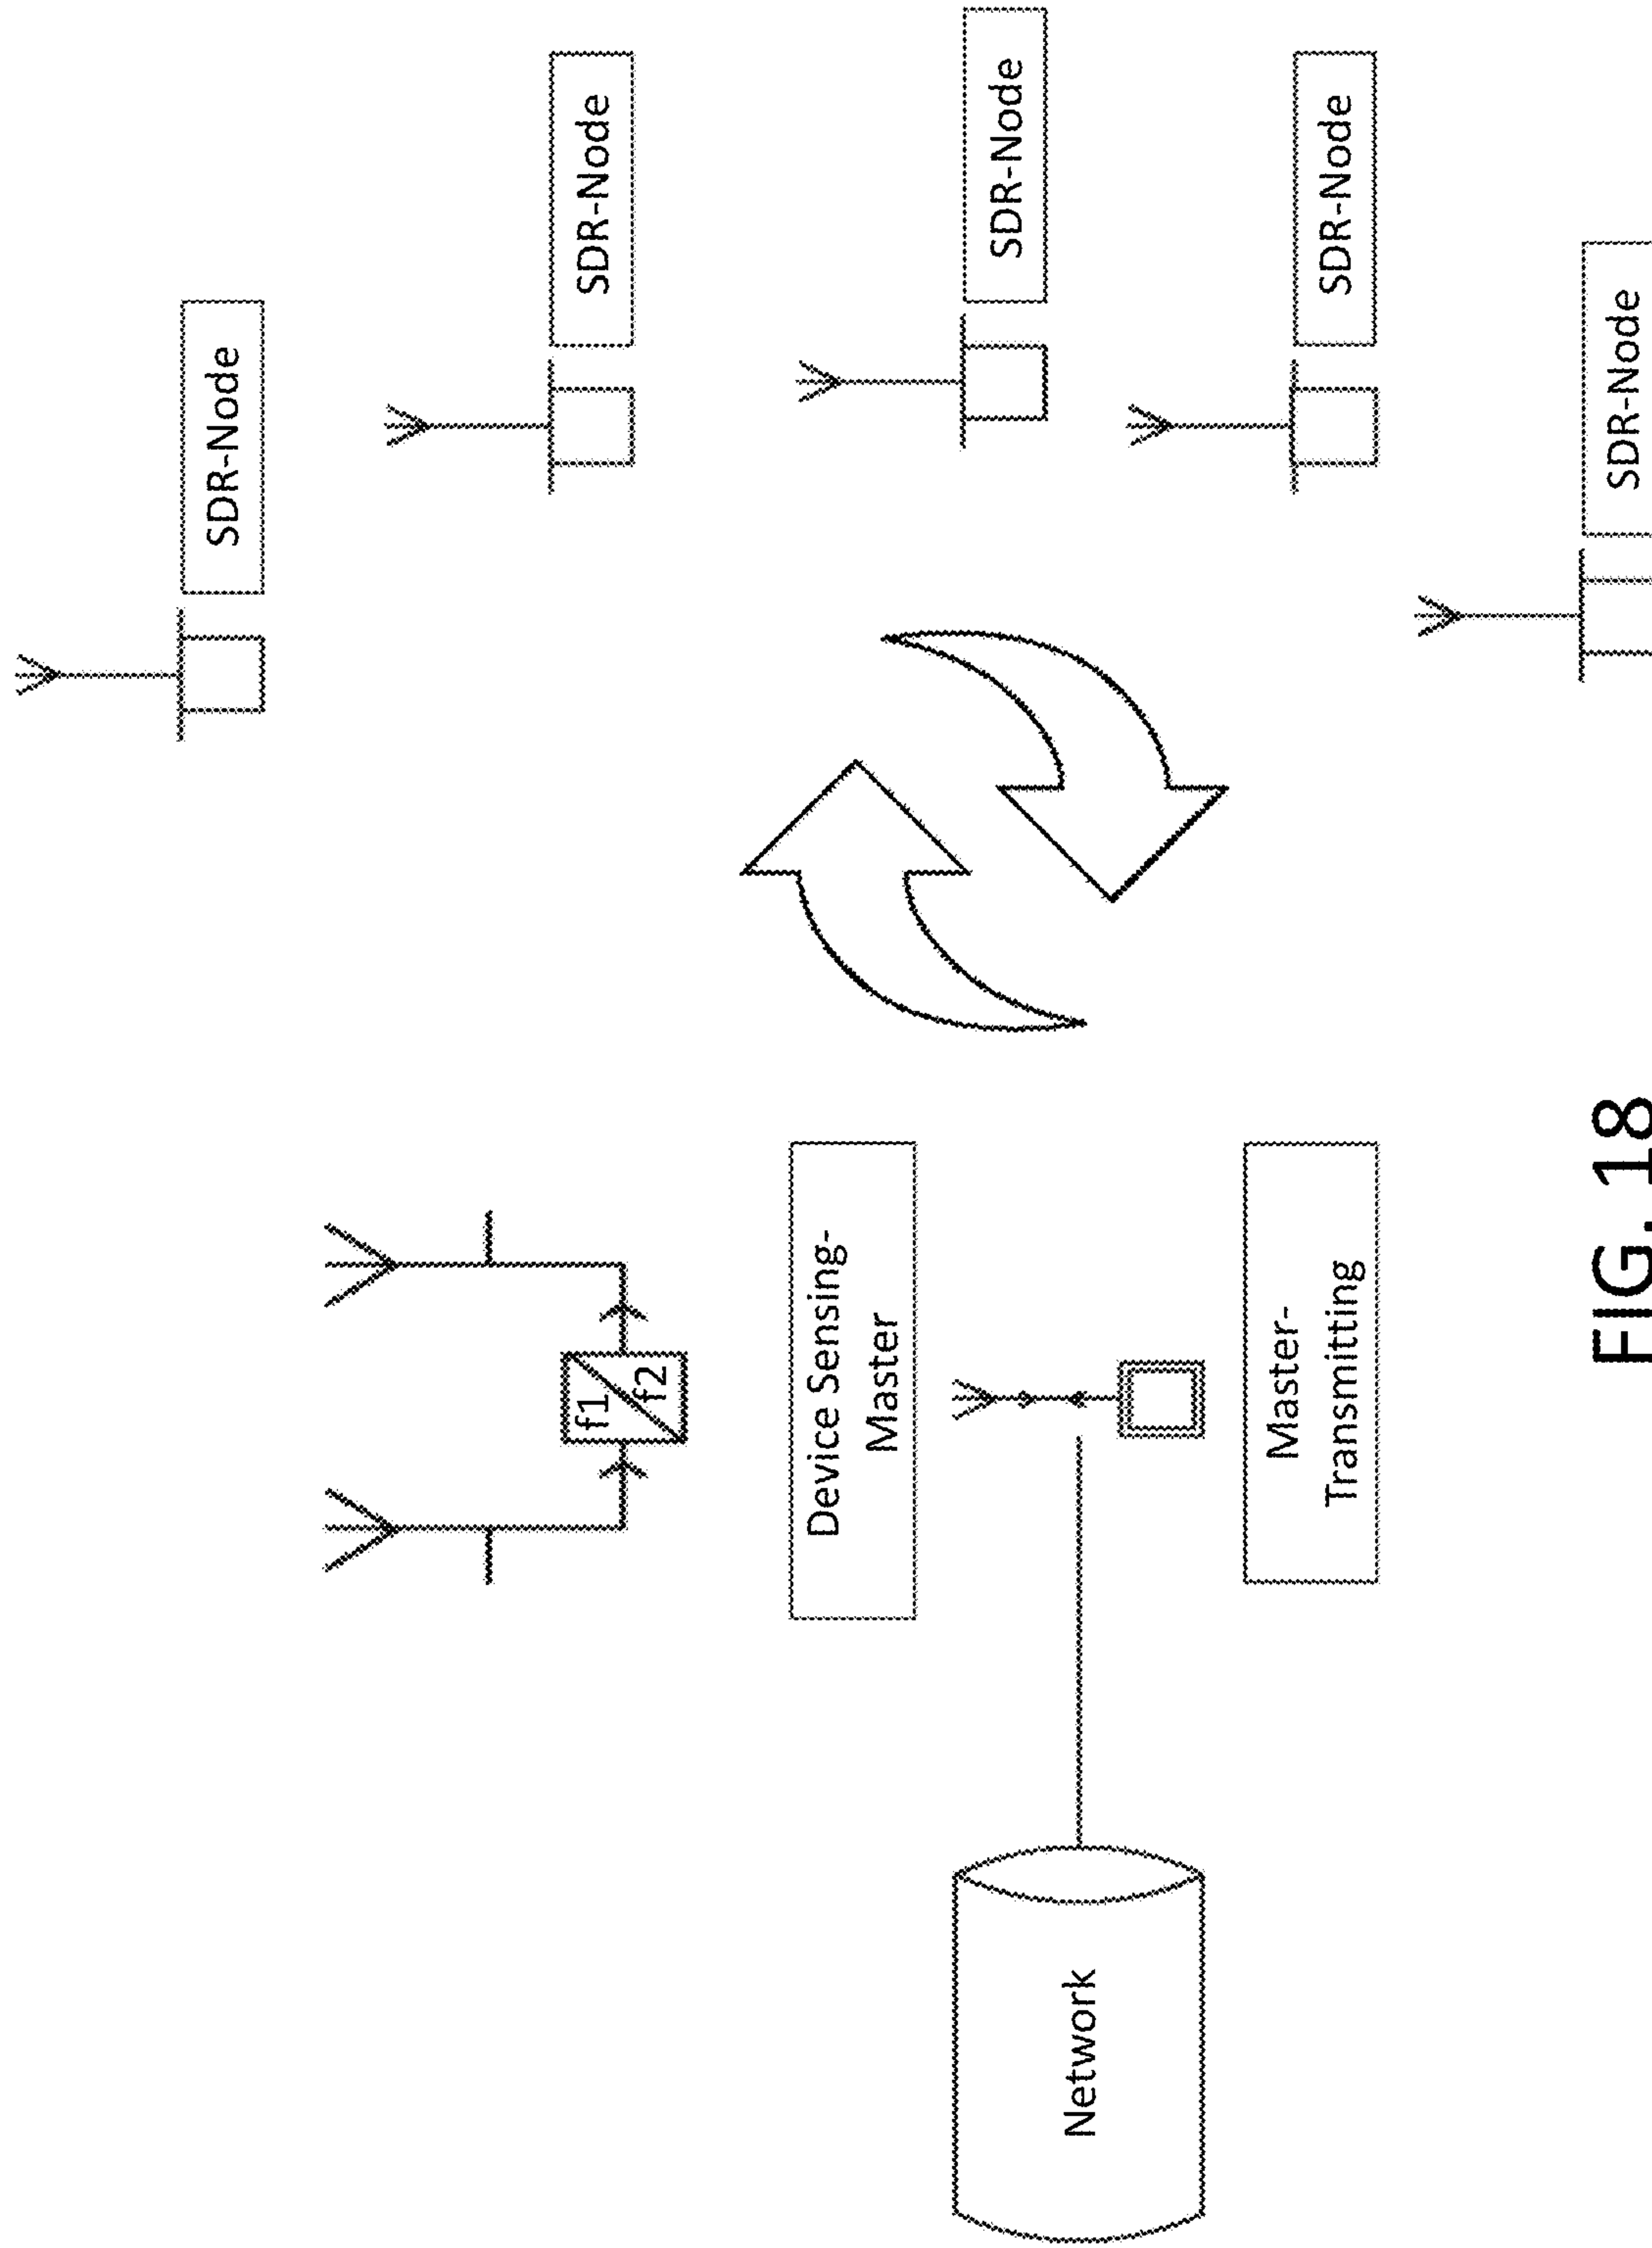 SDR-Node
SDR-Node
SDR-Node
SDR-Node
SDR-Node
f1
f2
Device Sensing-
Master
Master-
Transmitting
Network
FIG. 18